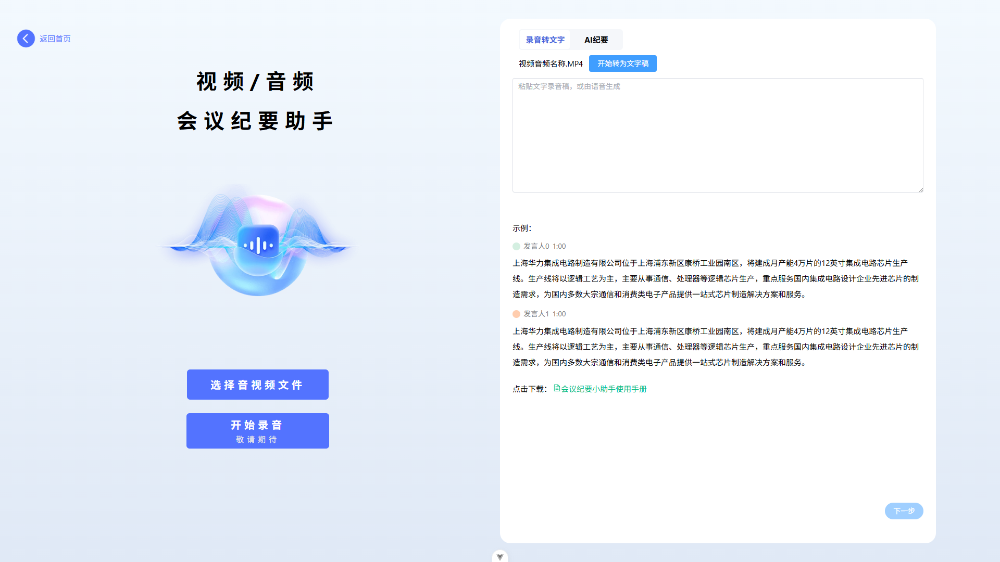 返回首页
视频/音频
会议纪要助手
选择音视频文件
开始录音
敬请期待
录音转文字 AI纪要
视频音频名称.MP4 开始转为文字稿
粘贴文字录音稿，或由语音生成
示例：
发言人0 1:00
上海华力集成电路制造有限公司位于上海浦东新区康桥工业园南区，将建成月产能4万片的12英寸集成电路芯片生产
线。生产线将以逻辑工艺为主，主要从事通信、处理器等逻辑芯片生产，重点服务国内集成电路设计企业先进芯片的制
造需求，为国内多数大宗通信和消费类电子产品提供一站式芯片制造解决方案和服务。
发言人1 1:00
上海华力集成电路制造有限公司位于上海浦东新区康桥工业园南区，将建成月产能4万片的12英寸集成电路芯片生产
线。生产线将以逻辑工艺为主，主要从事通信、处理器等逻辑芯片生产，重点服务国内集成电路设计企业先进芯片的制
造需求，为国内多数大宗通信和消费类电子产品提供一站式芯片制造解决方案和服务。
点击下载： 会议纪要小助手使用手册
下一步